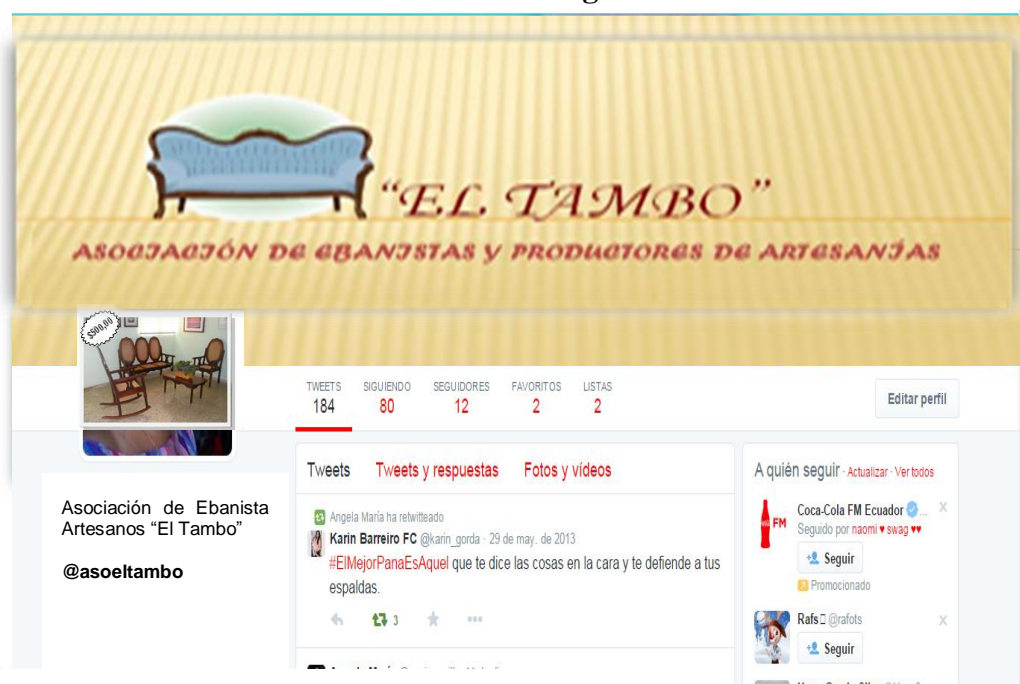 “EL TAMBO”
ASOCIACIÓN DE EBANISTAS Y PRODUCTORES DE ARTESANÍAS
$500,00
TWEETS SIGUIENDO SEGUIDORES FAVORITOS LISTAS
184 80 12 2 2
Editar perfil
Asociación de Ebanista
Artesanos “El Tambo”
@asoeltambo
Tweets Tweets y respuestas Fotos y vídeos
Angela María ha retwitteado
Karin Barreiro FC @karin_gorda · 29 de may. de 2013
#ElMejorPanaEsAquel que te dice las cosas en la cara y te defiende a tus
espaldas.
3
A quién seguir · Actualizar · Ver todos
FM
Coca-Cola FM Ecuador ... X
Seguido por naomi ♥ swag ♥♥
Seguir
Promocionado
Rafs @rafots X
Seguir